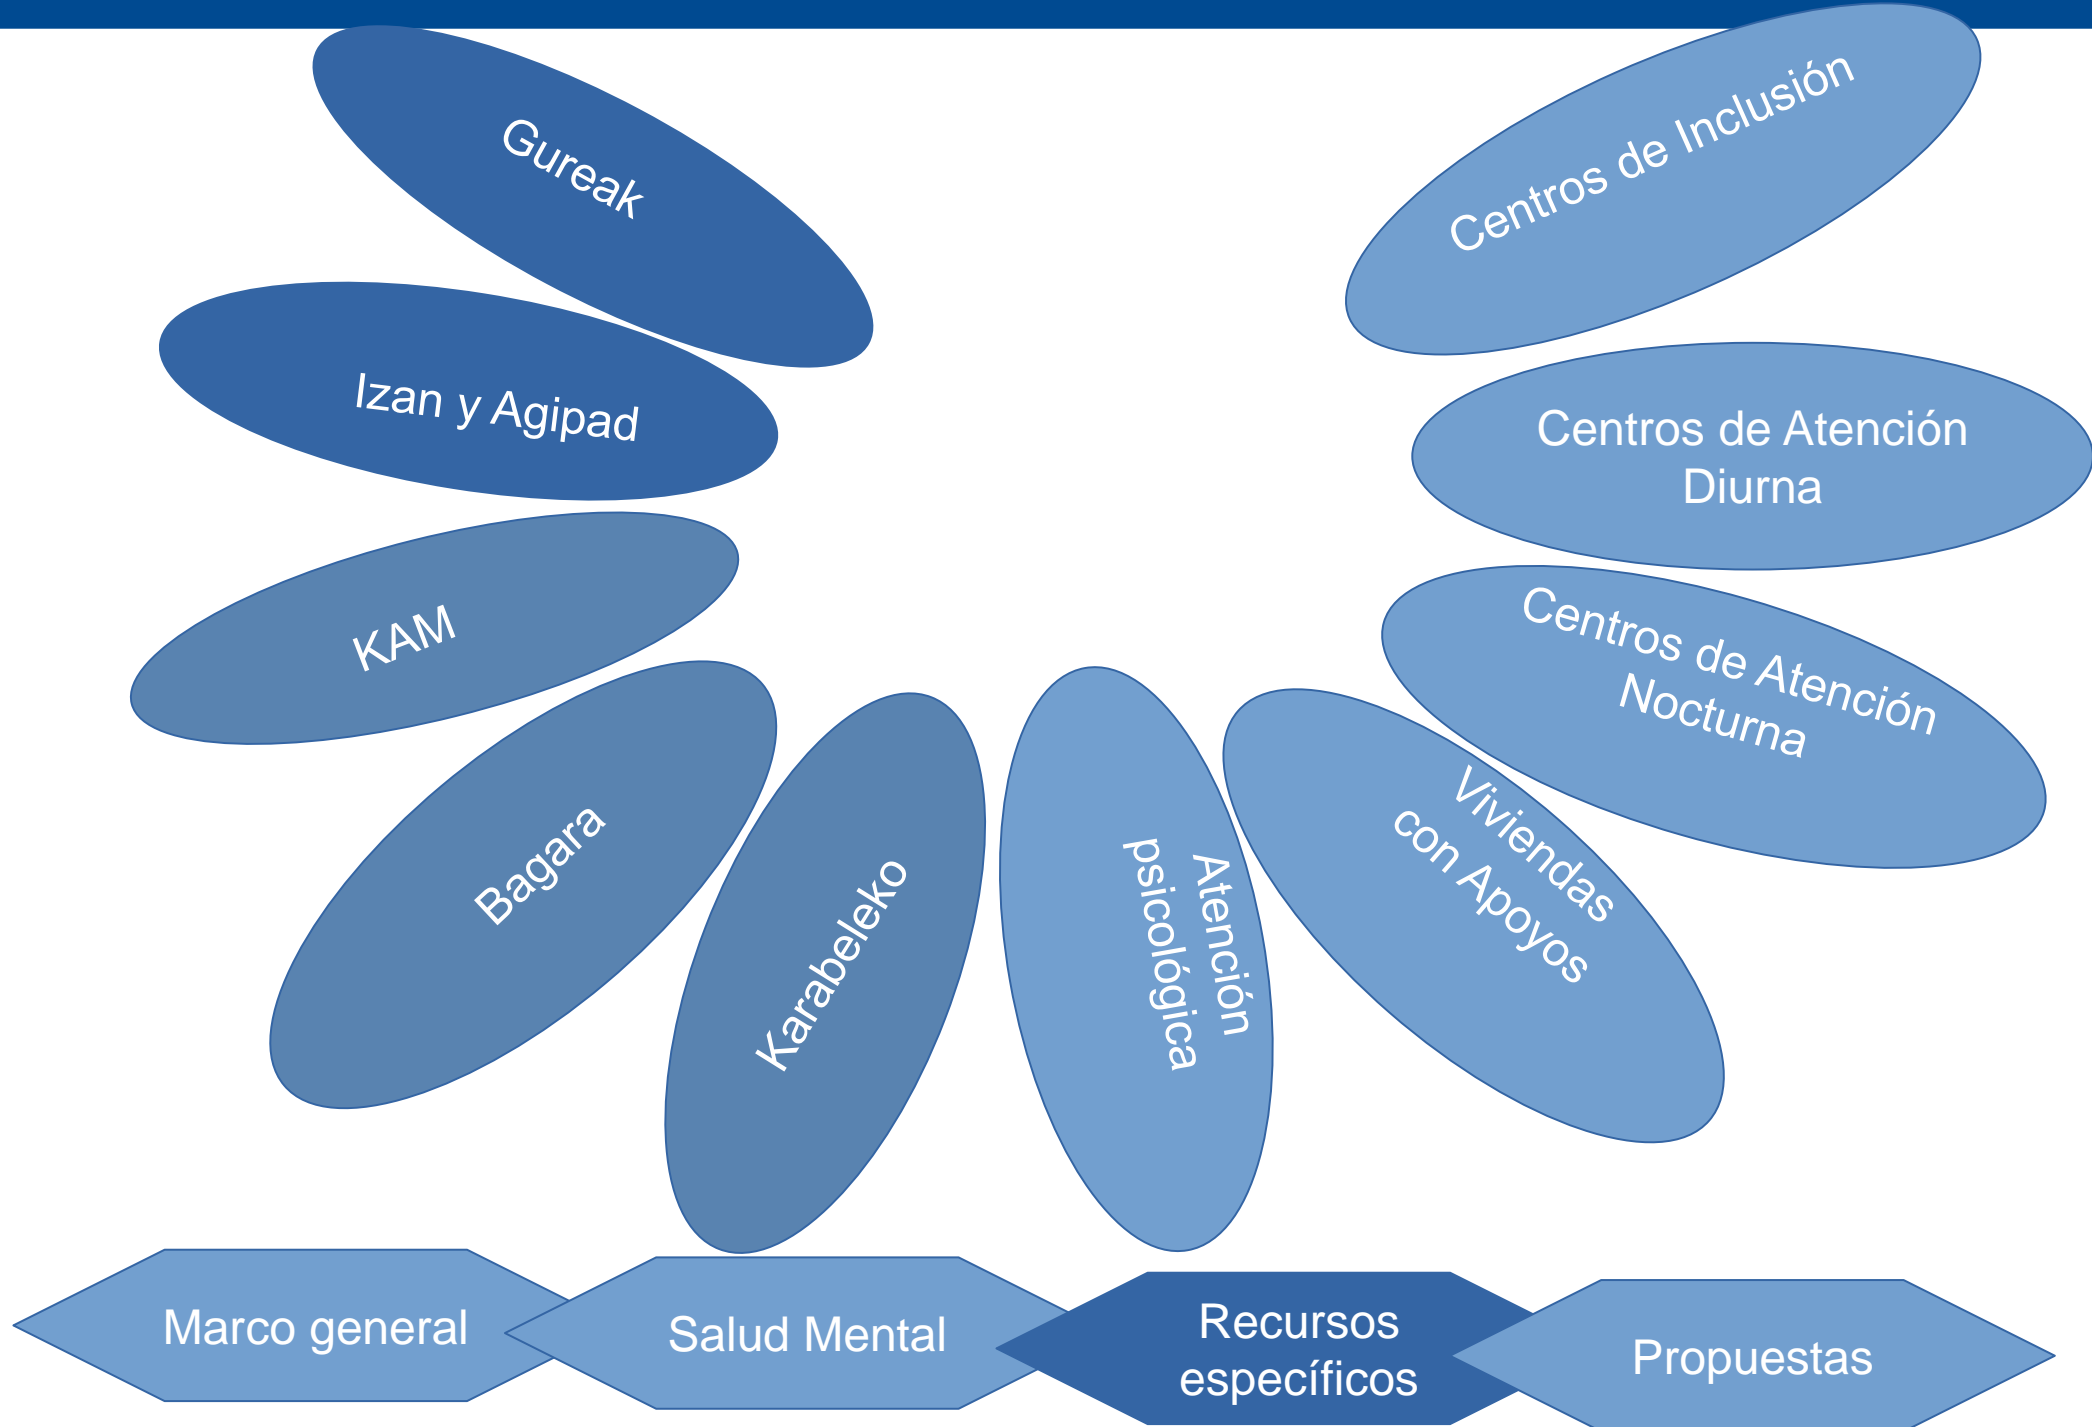 Gureak
Izan y Agipad
KAM
Bagara
Karabeleko
Atención
psicológica
Viviendas
con Apoyos
Centros de Atención
Nocturna
Centros de Atención
Diurna
Centros de Inclusión
Marco general
Salud Mental
Recursos
específicos
Propuestas